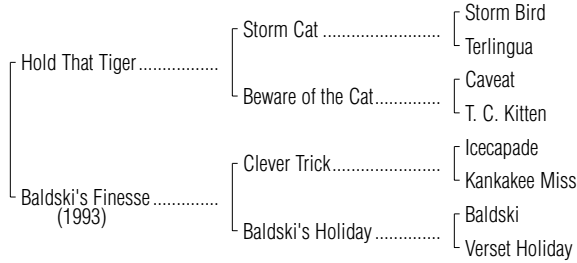 Storm Bird
Storm Cat ........................
Terlingua
Hold That Tiger................
Caveat
Beware of the Cat.............
T. C. Kitten
Icecapade
Clever Trick......................
Kankakee Miss
Baldski's Finesse .............
(1993)
Baldski
Baldski's Holiday .............
Verset Holiday